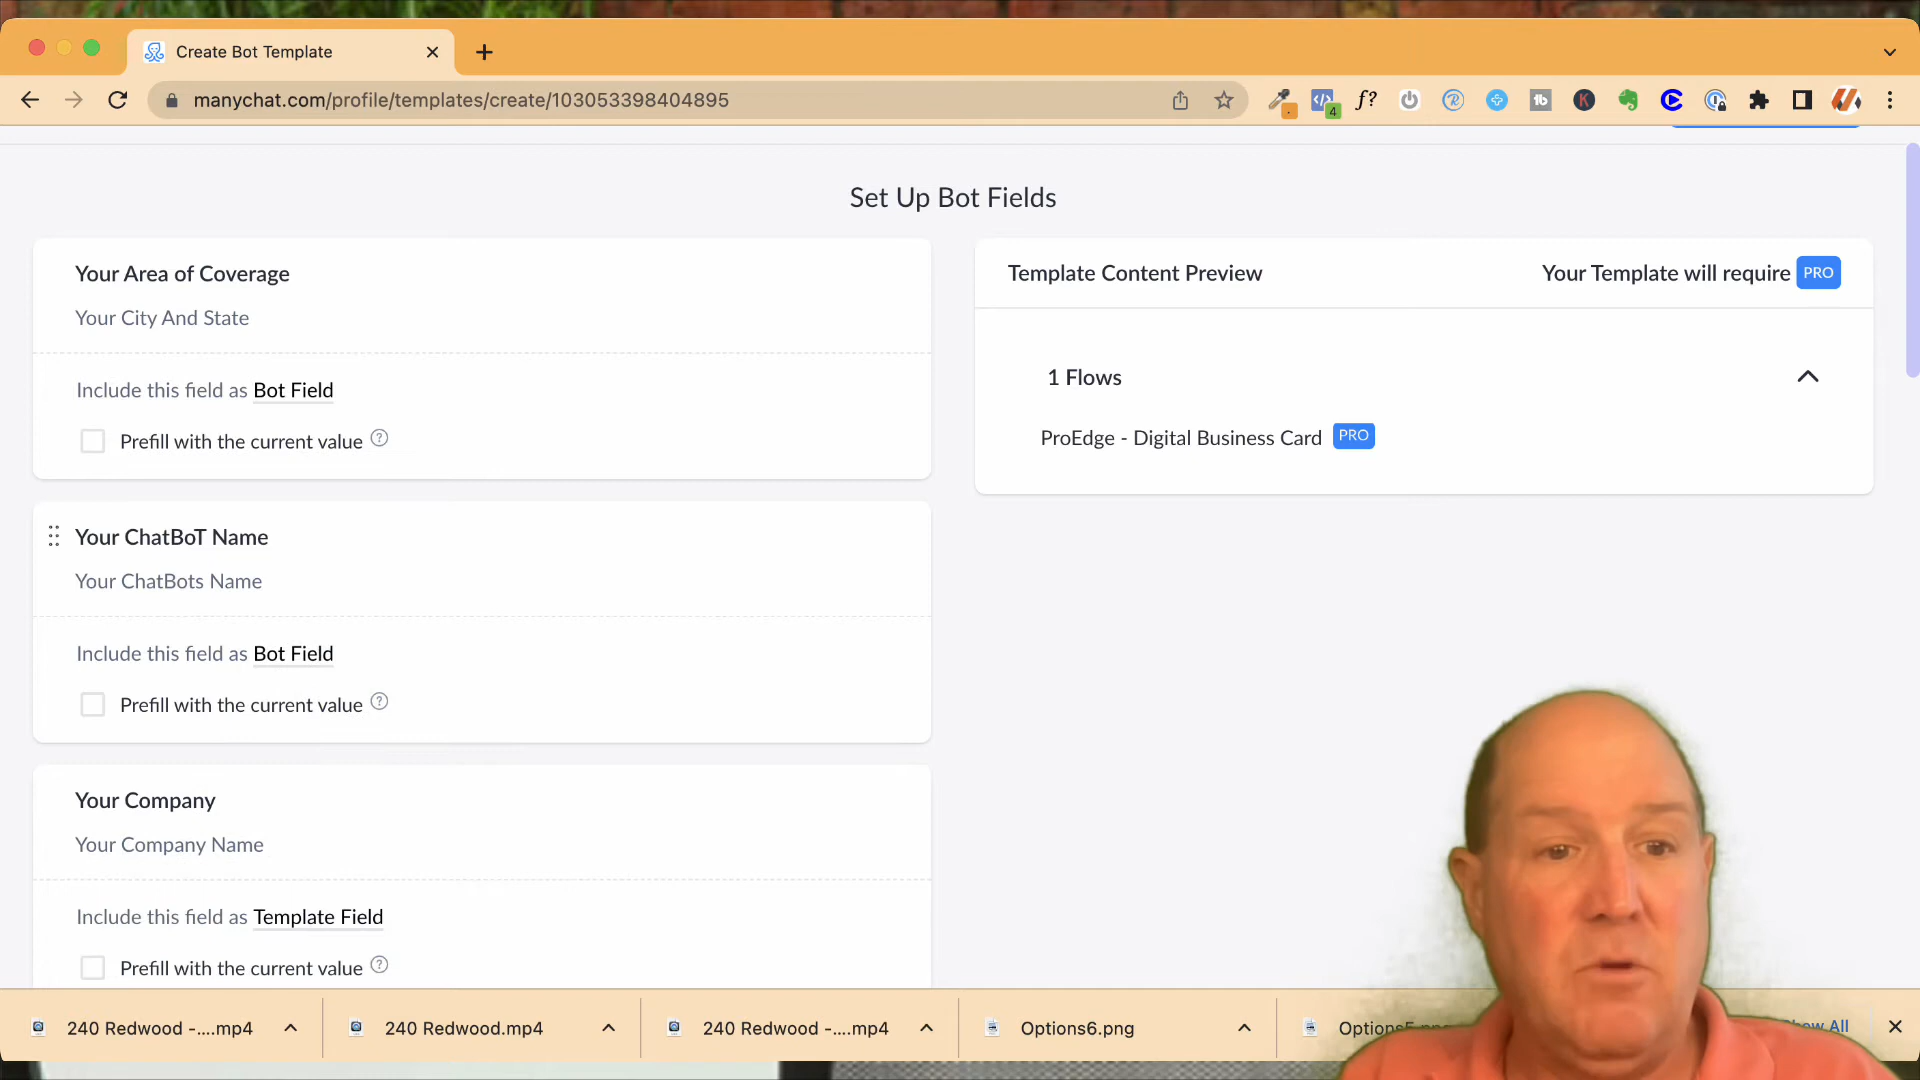 Create Bot Template
manychat.com/profile/templates/create/103053398404895
4
f?
tb
K
Set Up Bot Fields
Your Area of Coverage
Your City And State
Include this field as Bot Field
Prefill with the current value ?
Your ChatBoT Name
Your ChatBots Name
Include this field as Bot Field
Prefill with the current value ?
Your Company
Your Company Name
Include this field as Template Field
Prefill with the current value ?
Template Content Preview
Your Template will require PRO
1 Flows
ProEdge - Digital Business Card PRO
240 Redwood -....mp4
240 Redwood.mp4
240 Redwood -....mp4
Options6.png
All